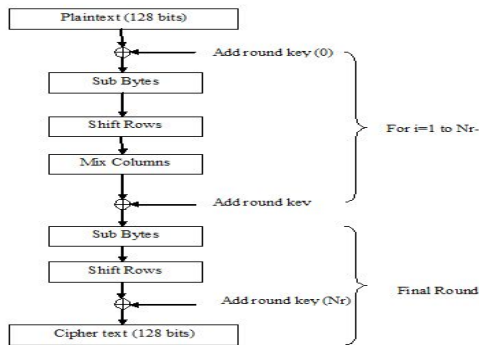 Plaintext (128 bits)
Add round key (0)
Sub Bytes
Shift Rows
For i=1 to Nr-
Mix Columns
Add round key
Sub Bytes
Shift Rows
Final Round
Add round key (Nr)
Cipher text (128 bits)